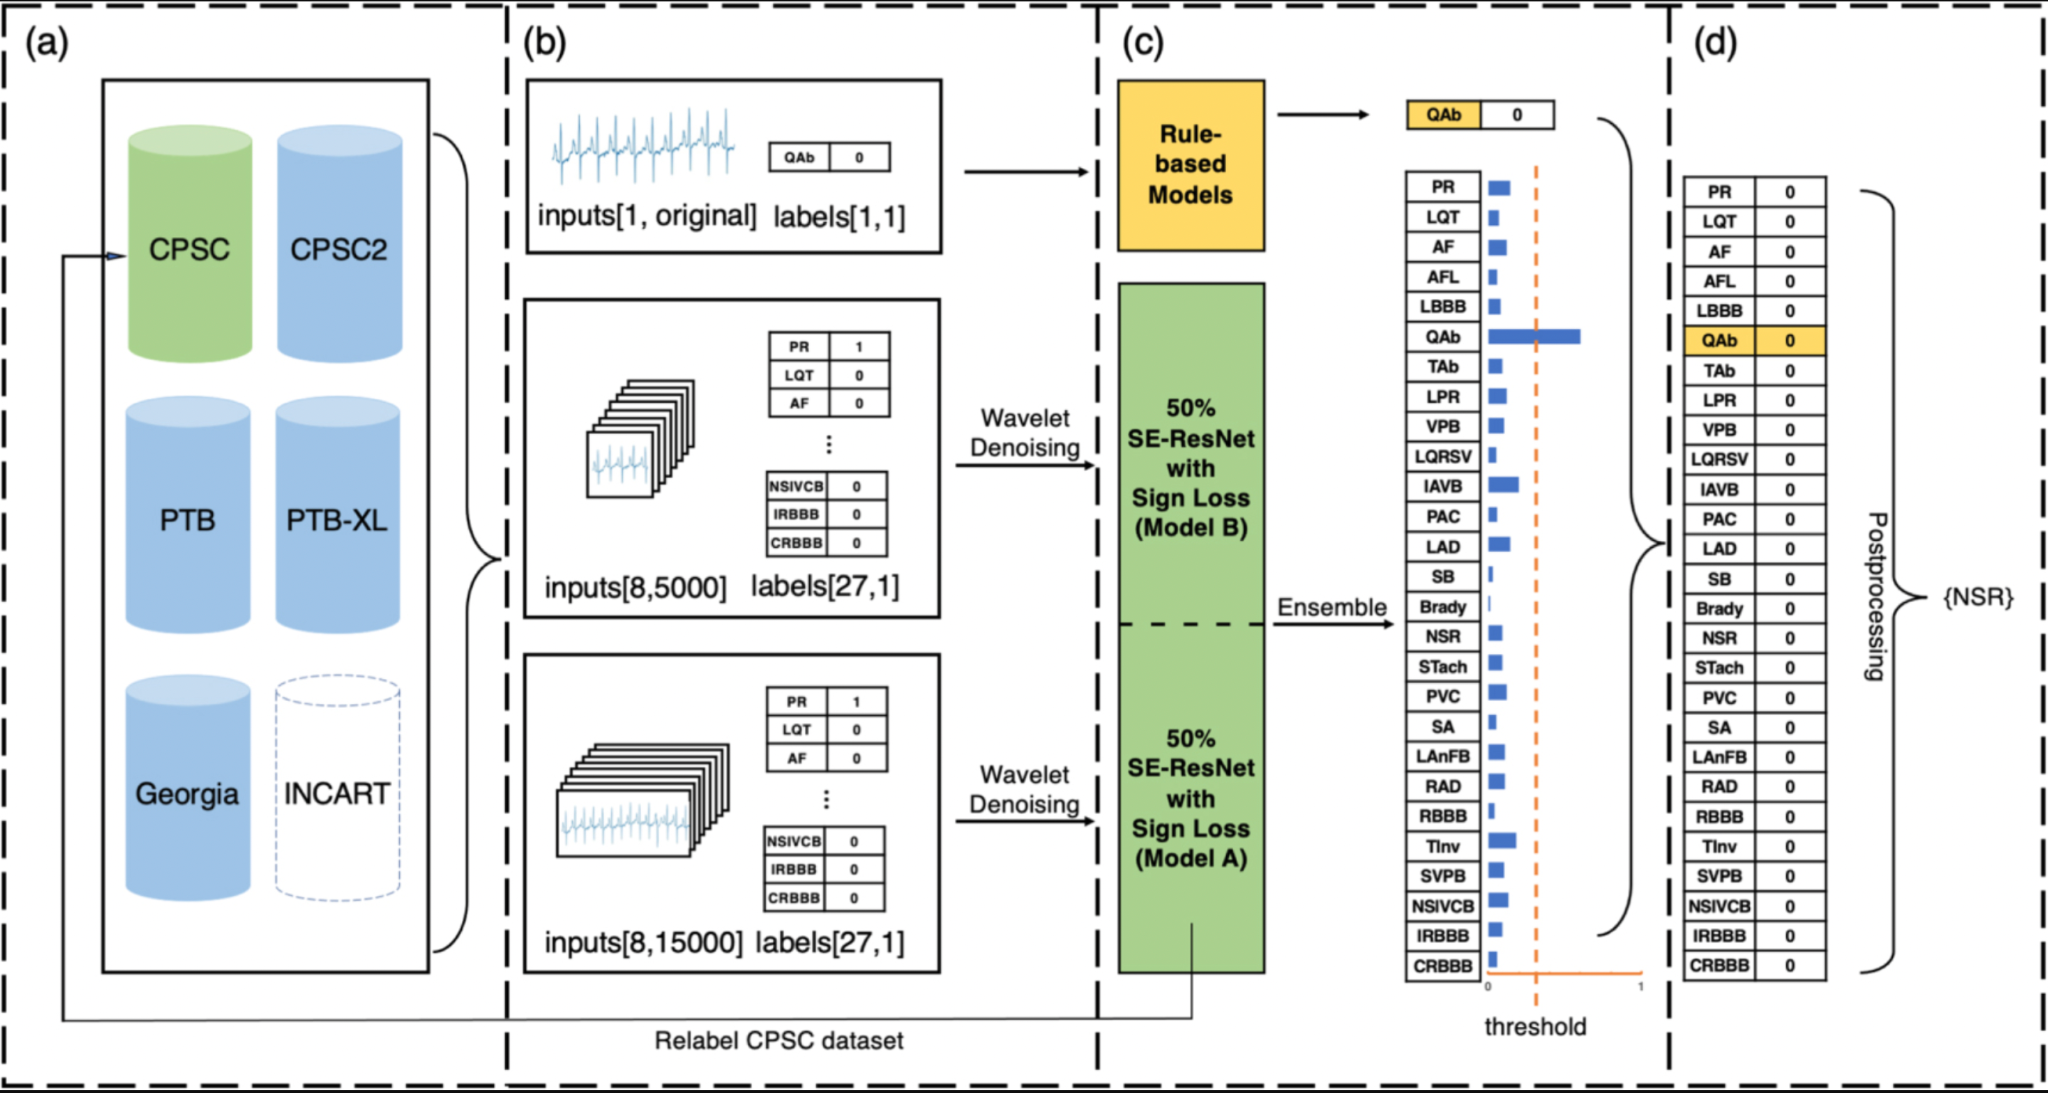 (a)
CPSC
CPSC2
PTB
PTB-XL
Georgia
INCART
(b)
QAb 0
inputs[1, original] labels[1,1]
PR 1
LQT 0
AF 0
⋮
NSIVCB 0
IRBBB 0
CRBBB 0
inputs[8,5000] labels[27,1]
Wavelet
Denoising
PR 1
LQT 0
AF 0
⋮
NSIVCB 0
IRBBB 0
CRBBB 0
inputs[8,15000] labels[27,1]
Wavelet
Denoising
Relabel CPSC dataset
(c)
Rule-
based
Models
50%
SE-ResNet
with
Sign Loss
(Model B)
50%
SE-ResNet
with
Sign Loss
(Model A)
Ensemble
QAb 0
PR
LQT
AF
AFL
LBBB
QAb
TAb
LPR
VPB
LQRSV
IAVB
PAC
LAD
SB
Brady
NSR
STach
PVC
SA
LAnFB
RAD
RBBB
TInv
SVPB
NSIVCB
IRBBB
CRBBB
0 1
threshold
(d)
PR 0
LQT 0
AF 0
AFL 0
LBBB 0
QAb 0
TAb 0
LPR 0
VPB 0
LQRSV 0
IAVB 0
PAC 0
LAD 0
SB 0
Brady 0
NSR 0
STach 0
PVC 0
SA 0
LAnFB 0
RAD 0
RBBB 0
TInv 0
SVPB 0
NSIVCB 0
IRBBB 0
CRBBB 0
Postprocessing
{NSR}